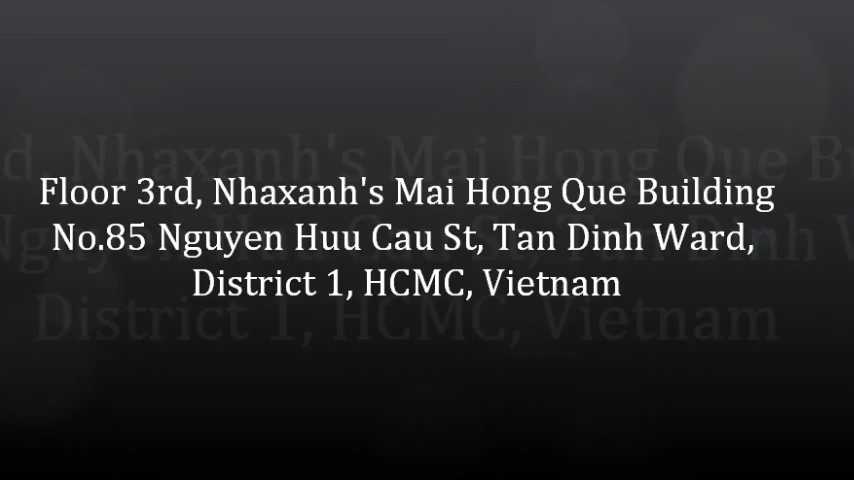 Floor 3rd, Nhaxanh's Mai Hong Que Building
No.85 Nguyen Huu Cau St, Tan Dinh Ward,
District 1, HCMC, Vietnam